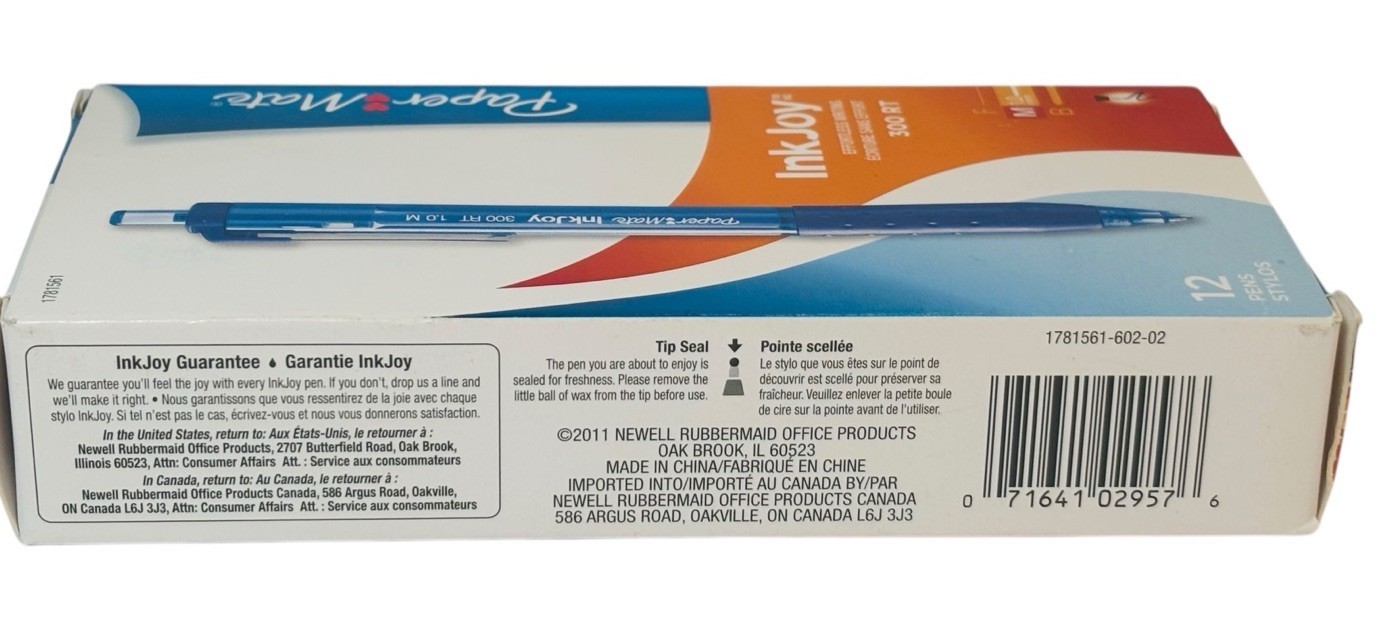 Paper Mate®
InkJoy
EFFORTLESS WRITING
ÉCRITURE SANS EFFORT
300 RT
F
M
B
Paper Mate InkJoy 300 RT 1.0 M
1781561
12
PENS
STYLOS
InkJoy Guarantee Garantie InkJoy
We guarantee you'll feel the joy with every InkJoy pen. If you don't, drop us a line and
we'll make it right. • Nous garantissons que vous ressentirez de la joie avec chaque
stylo InkJoy. Si tel n'est pas le cas, écrivez-vous et nous vous donnerons satisfaction.
In the United States, return to: Aux États-Unis, le retourner à :
Newell Rubbermaid Office Products, 2707 Butterfield Road, Oak Brook,
Illinois 60523, Attn: Consumer Affairs Att. : Service aux consommateurs
In Canada, return to: Au Canada, le retourner à :
Newell Rubbermaid Office Products Canada, 586 Argus Road, Oakville,
ON Canada L6J 3J3, Attn: Consumer Affairs Att. : Service aux consommateurs
Tip Seal
The pen you are about to enjoy is
sealed for freshness. Please remove the
little ball of wax from the tip before use.
Pointe scellée
Le stylo que vous êtes sur le point de
découvrir est scellé pour préserver sa
fraîcheur. Veuillez enlever la petite boule
de cire sur la pointe avant de l'utiliser.
©2011 NEWELL RUBBERMAID OFFICE PRODUCTS
OAK BROOK, IL 60523
MADE IN CHINA/FABRIQUÉ EN CHINE
IMPORTED INTO/IMPORTÉ AU CANADA BY/PAR
NEWELL RUBBERMAID OFFICE PRODUCTS CANADA
586 ARGUS ROAD, OAKVILLE, ON CANADA L6J 3J3
1781561-602-02
0 71641 02957 6